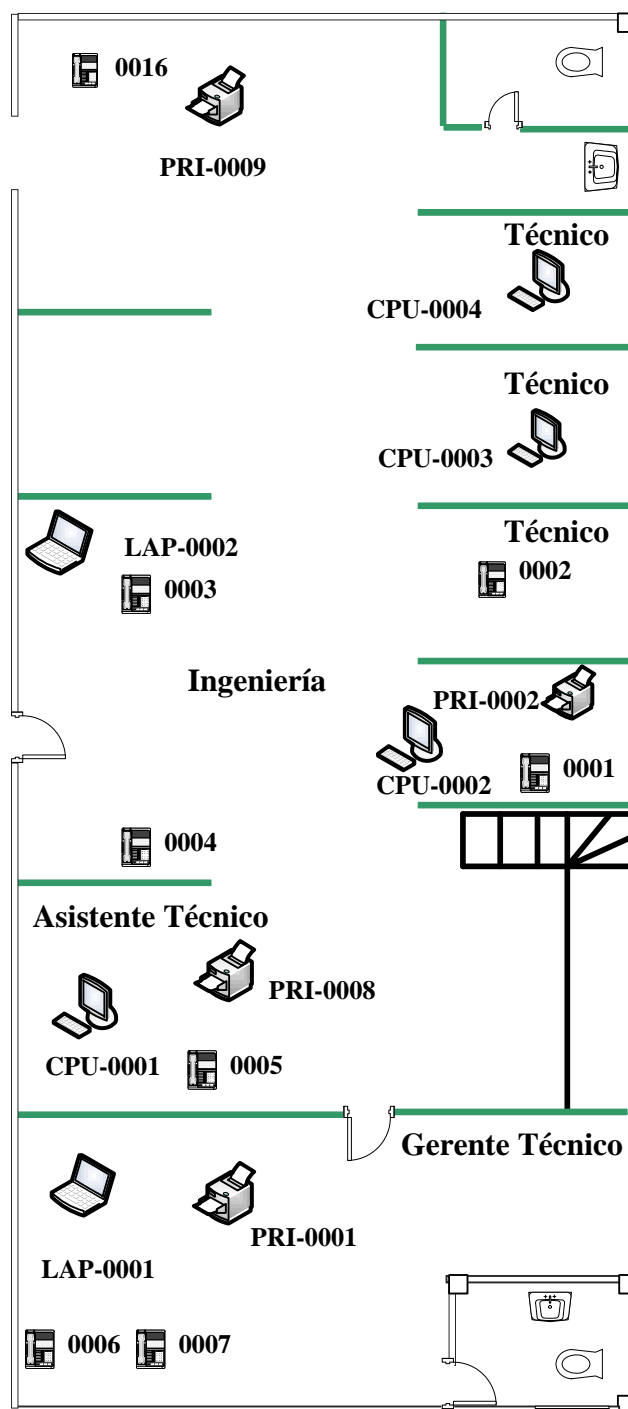 0016
PRI-0009
Técnico
CPU-0004
Técnico
CPU-0003
Técnico
LAP-0002
0002
0003
Ingeniería
PRI-0002
0001
CPU-0002
0004
Asistente Técnico
PRI-0008
CPU-0001
0005
Gerente Técnico
PRI-0001
LAP-0001
0006
0007